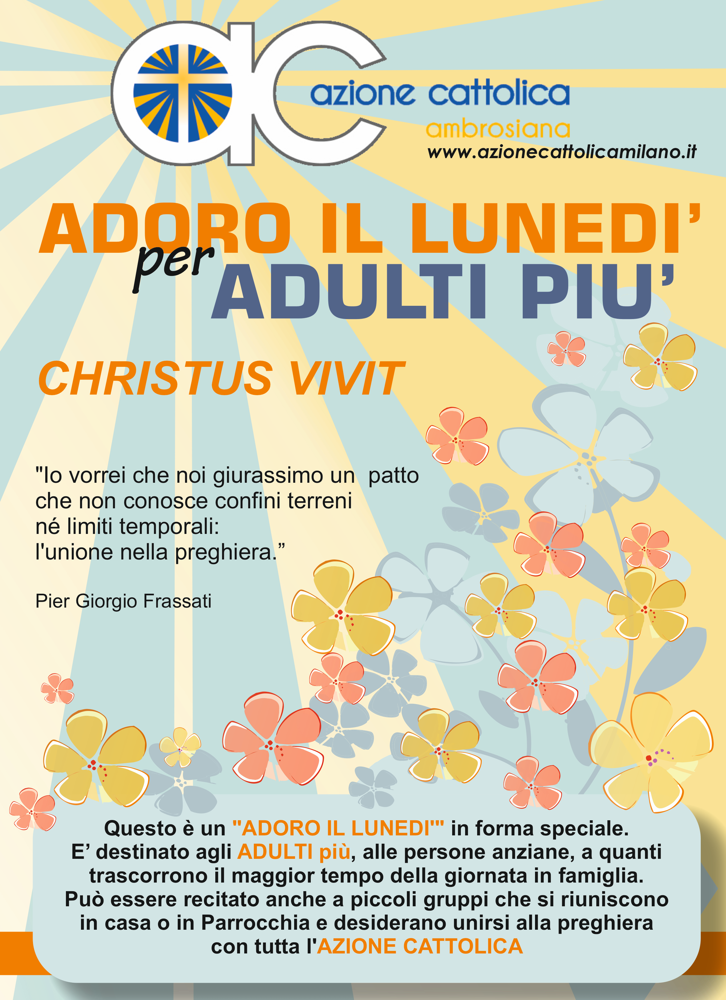 ac
azione cattolica
ambrosiana
www.azionecattolicamilano.it
ADORO IL LUNEDI’
per
ADULTI PIU’
CHRISTUS VIVIT
"Io vorrei che noi giurassimo un  patto
che non conosce confini terreni
né limiti temporali:
l'unione nella preghiera.”
Pier Giorgio Frassati
Questo è un "ADORO IL LUNEDI'" in forma speciale.
E’ destinato agli ADULTI più, alle persone anziane, a quanti
trascorrono il maggior tempo della giornata in famiglia.
Può essere recitato anche a piccoli gruppi che si riuniscono
in casa o in Parrocchia e desiderano unirsi alla preghiera
con tutta l'AZIONE CATTOLICA